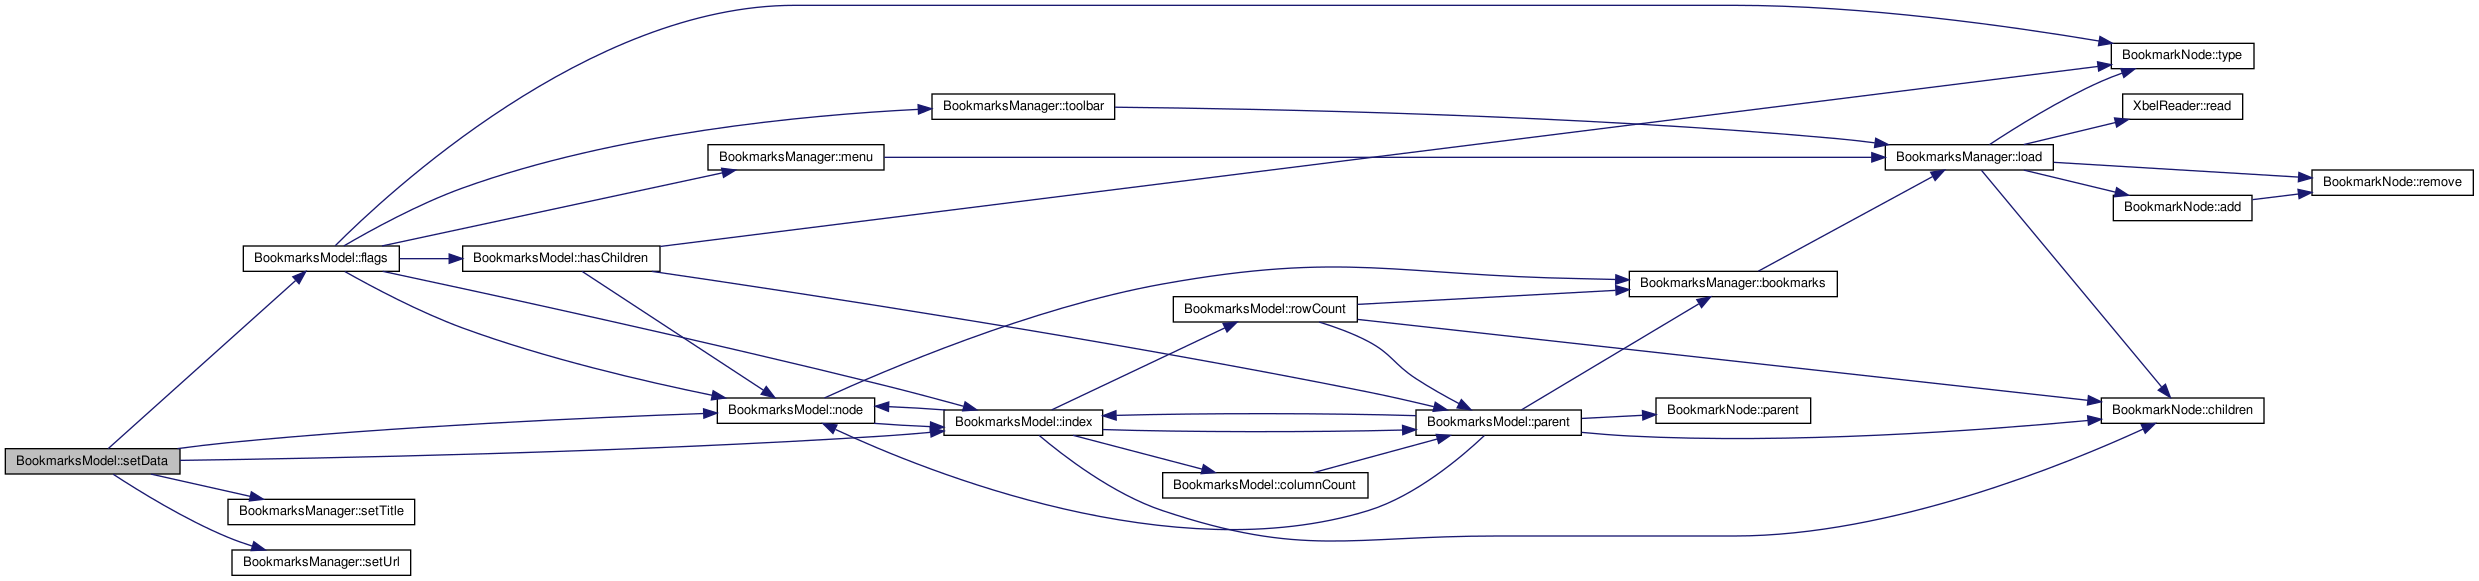 BookmarkNode::type
BookmarksManager::toolbar
XbelReader::read
BookmarksManager::menu
BookmarksManager::load
BookmarkNode::remove
BookmarkNode::add
BookmarksModel::flags
BookmarksModel::hasChildren
BookmarksManager::bookmarks
BookmarksModel::rowCount
BookmarksModel::node
BookmarkNode::parent
BookmarkNode::children
BookmarksModel::index
BookmarksModel::parent
BookmarksModel::setData
BookmarksModel::columnCount
BookmarksManager::setTitle
BookmarksManager::setUrl